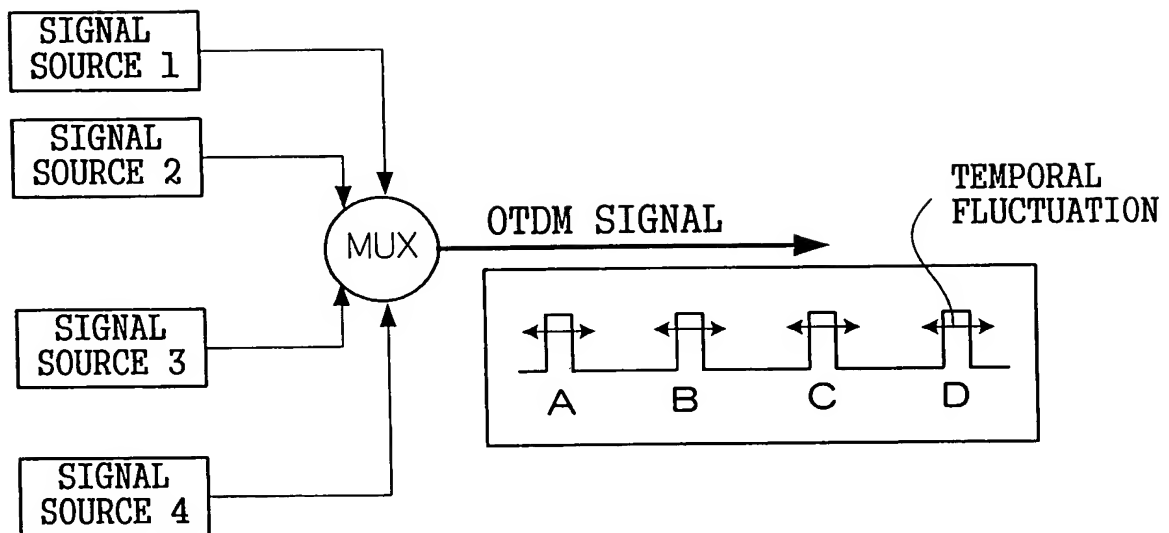 SIGNAL
SOURCE 1
SIGNAL
SOURCE 2
SIGNAL
SOURCE 3
SIGNAL
SOURCE 4
MUX
OTDM SIGNAL
TEMPORAL
FLUCTUATION
A B C D